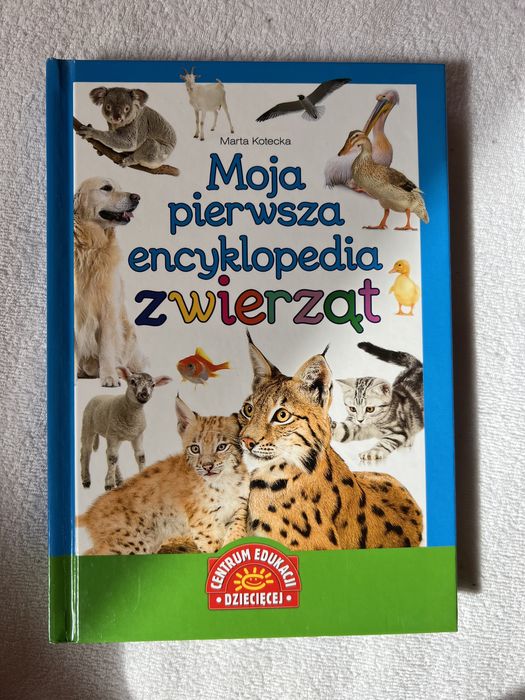 Marta Kotecka
Moja
pierwsza
encyklopedia
zwierząt
CENTRUM EDUKACJI
• DZIECIĘCEJ •